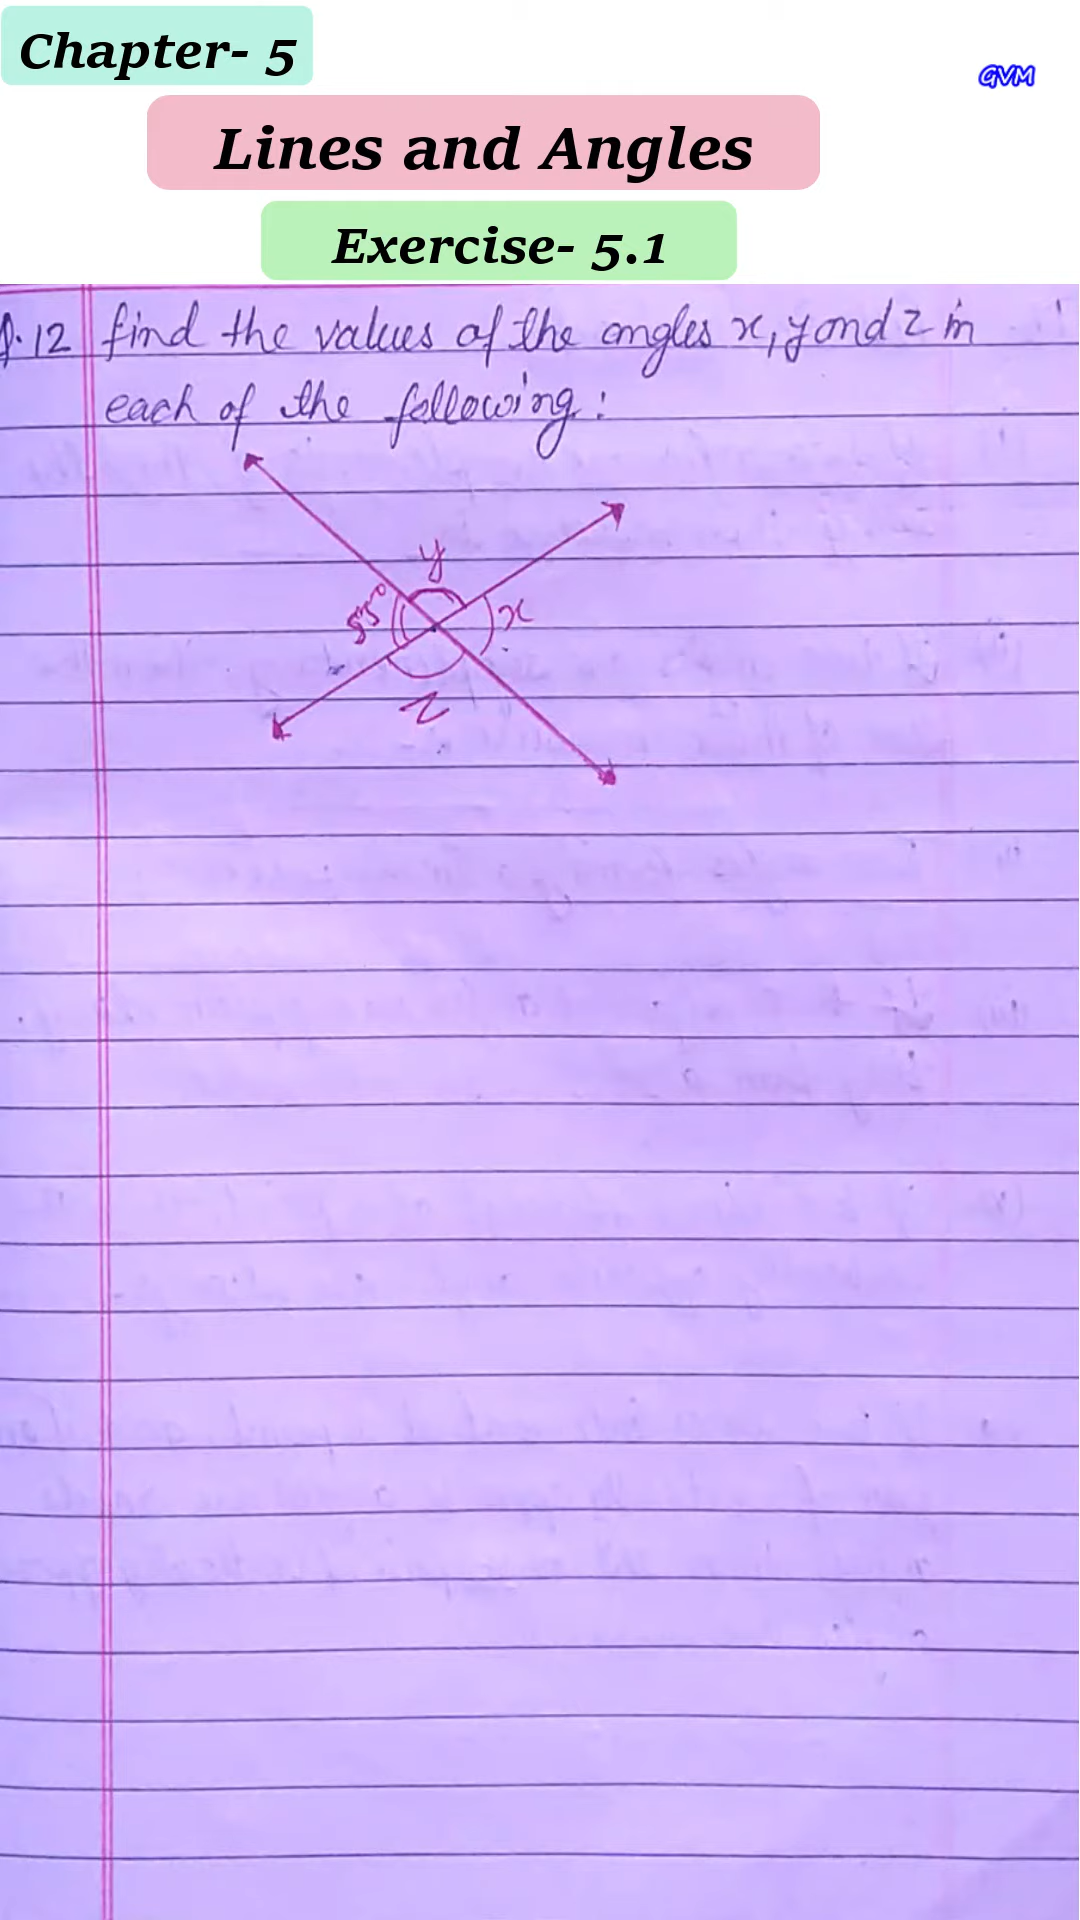 Chapter- 5
GVM
Lines and Angles
Exercise- 5.1
Q.12 find the values of the angles x, y and z in
each of the following:
y
55°
x
z